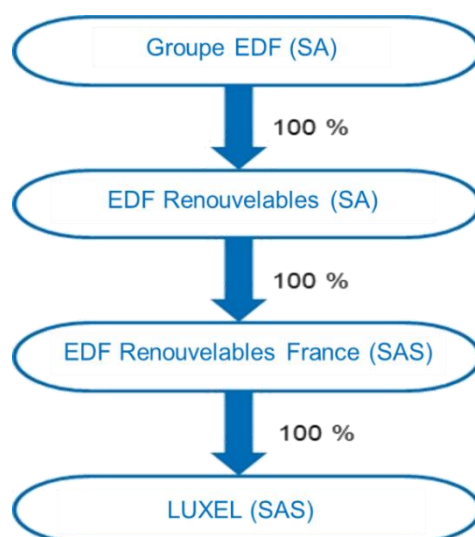 Groupe EDF (SA)
100 %
EDF Renouvelables (SA)
100 %
EDF Renouvelables France (SAS)
100 %
LUXEL (SAS)